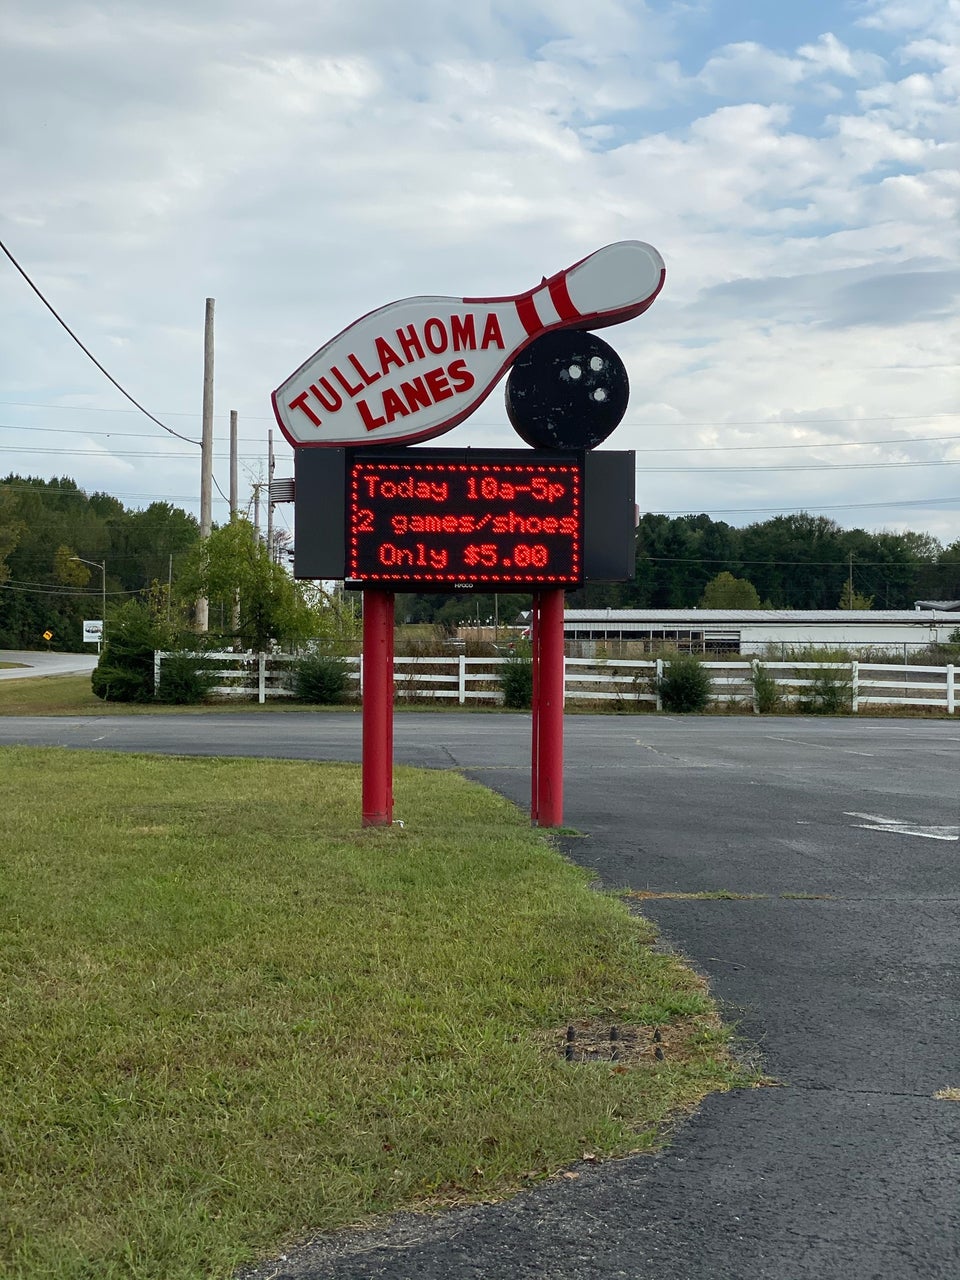 TULLAHOMA
LANES
Today 10a-5p
2 games/shoes
Only $5.00